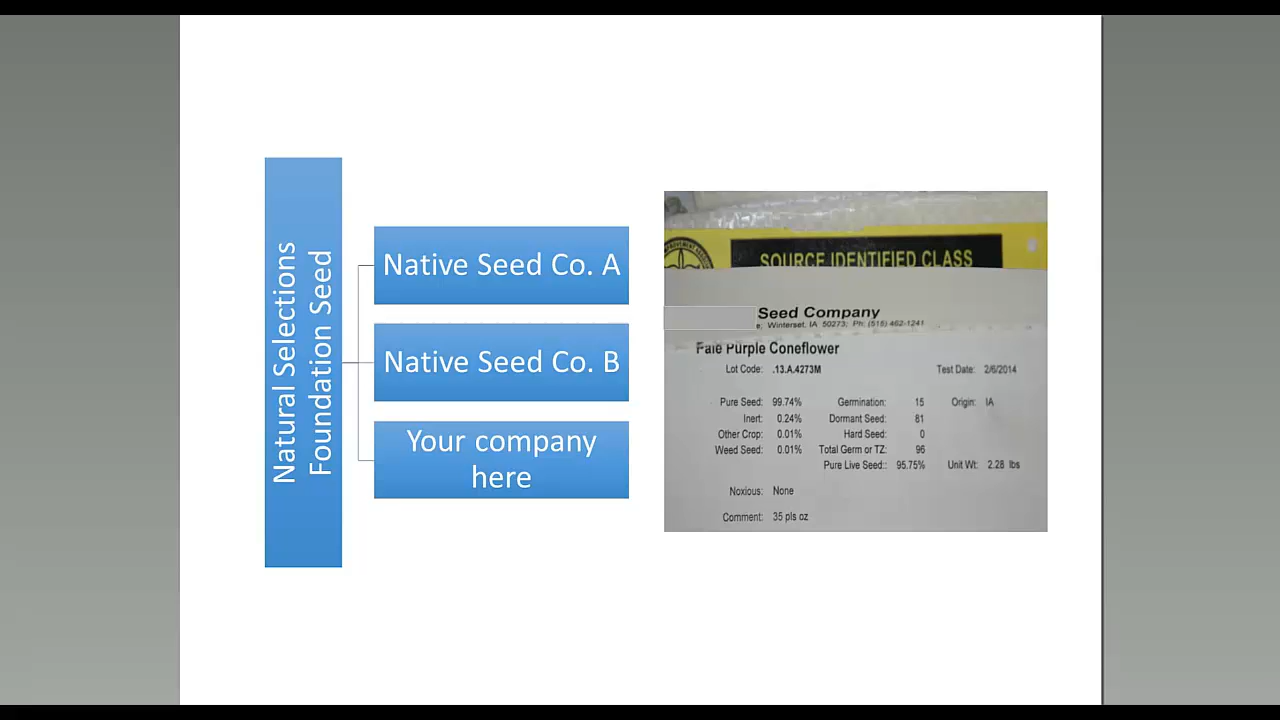 Natural Selections
Foundation Seed
Native Seed Co. A
Native Seed Co. B
Your company
here
SOURCE IDENTIFIED CLASS
Seed Company
Winterset, IA 50273; Ph: (515) 462-1241
Pale Purple Coneflower
Lot Code: .13.A.4273M Test Date: 2/6/2014
Pure Seed: 99.74% Germination: 15 Origin: IA
Inert: 0.24% Dormant Seed: 81
Other Crop: 0.01% Hard Seed: 0
Weed Seed: 0.01% Total Germ or TZ: 96
Pure Live Seed:: 95.75% Unit Wt: 2.28 lbs
Noxious: None
Comment: 35 pls oz